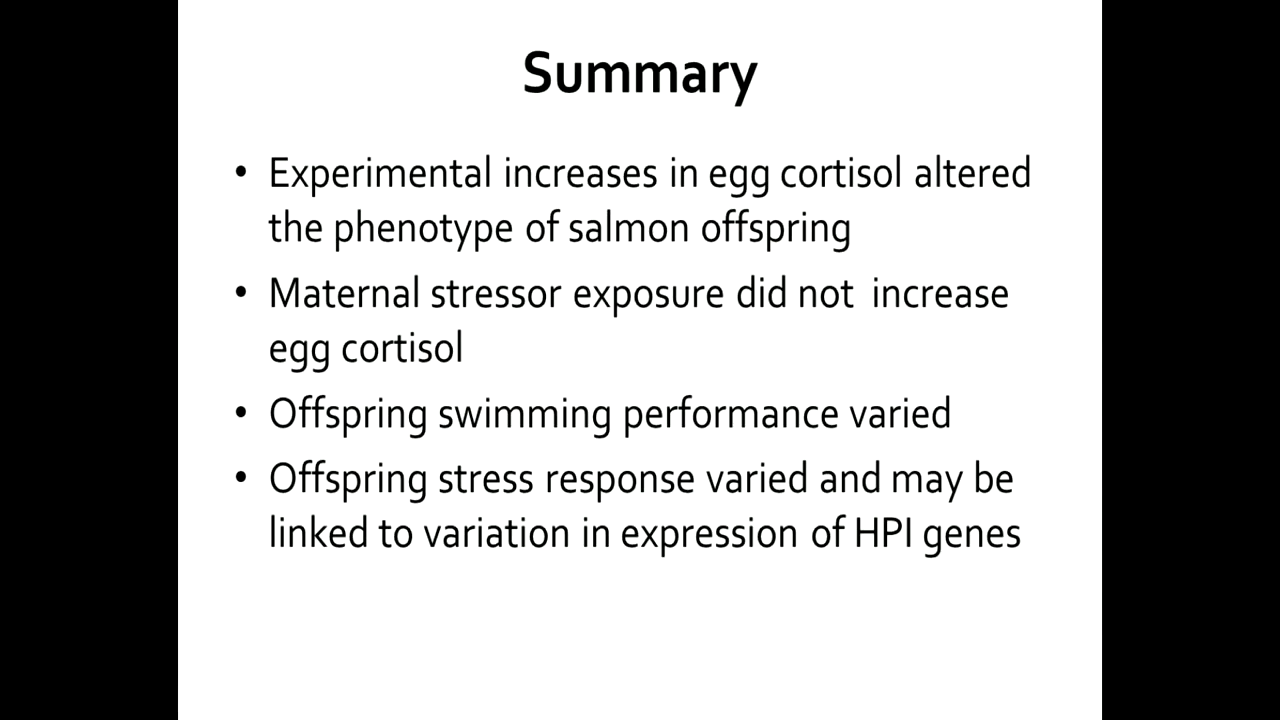 Summary
• Experimental increases in egg cortisol altered
the phenotype of salmon offspring
• Maternal stressor exposure did not  increase
egg cortisol
• Offspring swimming performance varied
• Offspring stress response varied and may be
linked to variation in expression of HPI genes